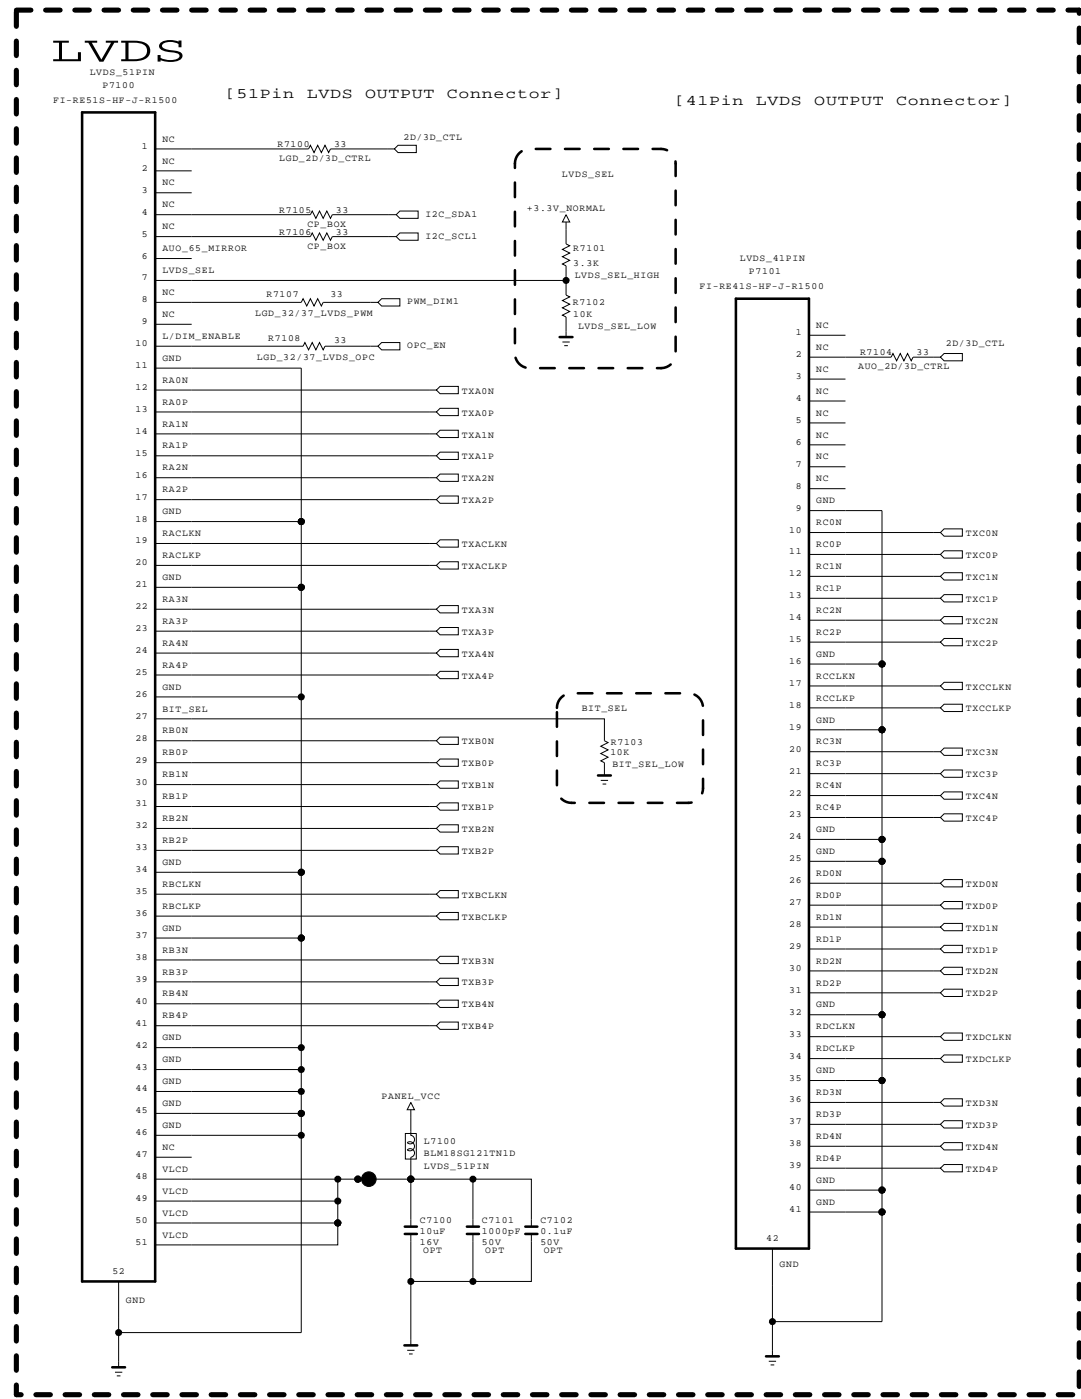 LVDS
LVDS_51PIN
P7100
FI-RE51S-HF-J-R1500
[51Pin LVDS OUTPUT Connector]
1 NC R7100 33 2D/3D_CTL
LGD_2D/3D_CTRL
2 NC
3 NC
4 NC R7105 33 I2C_SDA1
CP_BOX
5 NC R7106 33 I2C_SCL1
CP_BOX
6 AUO_65_MIRROR
7 LVDS_SEL
8 NC R7107 33 PWM_DIM1
LGD_32/37_LVDS_PWM
9 NC
10 L/DIM_ENABLE R7108 33 OPC_EN
LGD_32/37_LVDS_OPC
11 GND
12 RA0N TXA0N
13 RA0P TXA0P
14 RA1N TXA1N
15 RA1P TXA1P
16 RA2N TXA2N
17 RA2P TXA2P
18 GND
19 RACLKN TXACLKN
20 RACLKP TXACLKP
21 GND
22 RA3N TXA3N
23 RA3P TXA3P
24 RA4N TXA4N
25 RA4P TXA4P
26 GND
27 BIT_SEL
28 RB0N TXB0N
29 RB0P TXB0P
30 RB1N TXB1N
31 RB1P TXB1P
32 RB2N TXB2N
33 RB2P TXB2P
34 GND
35 RBCLKN TXBCLKN
36 RBCLKP TXBCLKP
37 GND
38 RB3N TXB3N
39 RB3P TXB3P
40 RB4N TXB4N
41 RB4P TXB4P
42 GND
43 GND
44 GND
45 GND
46 GND
47 NC
48 VLCD
49 VLCD
50 VLCD
51 VLCD
52
GND
LVDS_SEL
+3.3V_NORMAL
R7101
3.3K
LVDS_SEL_HIGH
R7102
10K
LVDS_SEL_LOW
BIT_SEL
R7103
10K
BIT_SEL_LOW
PANEL_VCC
L7100
BLM18SG121TN1D
LVDS_51PIN
C7100
10uF
16V
OPT
C7101
1000pF
50V
OPT
C7102
0.1uF
50V
OPT
[41Pin LVDS OUTPUT Connector]
LVDS_41PIN
P7101
FI-RE41S-HF-J-R1500
1 NC
2 NC R7104 33 2D/3D_CTL
AUO_2D/3D_CTRL
3 NC
4 NC
5 NC
6 NC
7 NC
8 NC
9 GND
10 RC0N TXC0N
11 RC0P TXC0P
12 RC1N TXC1N
13 RC1P TXC1P
14 RC2N TXC2N
15 RC2P TXC2P
16 GND
17 RCCLKN TXCCLKN
18 RCCLKP TXCCLKP
19 GND
20 RC3N TXC3N
21 RC3P TXC3P
22 RC4N TXC4N
23 RC4P TXC4P
24 GND
25 GND
26 RD0N TXD0N
27 RD0P TXD0P
28 RD1N TXD1N
29 RD1P TXD1P
30 RD2N TXD2N
31 RD2P TXD2P
32 GND
33 RDCLKN TXDCLKN
34 RDCLKP TXDCLKP
35 GND
36 RD3N TXD3N
37 RD3P TXD3P
38 RD4N TXD4N
39 RD4P TXD4P
40 GND
41 GND
42
GND